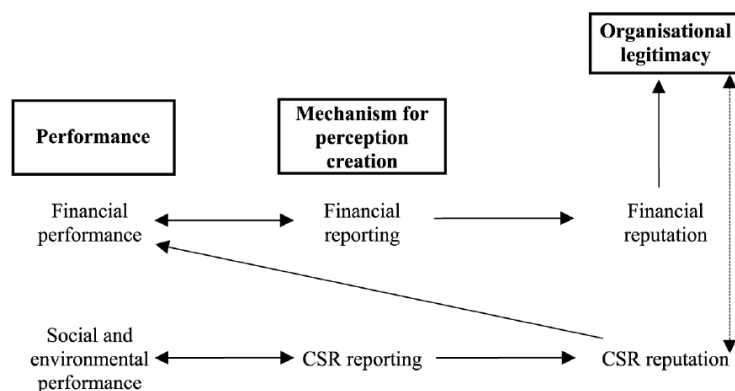 Organisational
legitimacy
Performance
Mechanism for
perception
creation
Financial
performance
Financial
reporting
Financial
reputation
Social and
environmental
performance
CSR reporting
CSR reputation